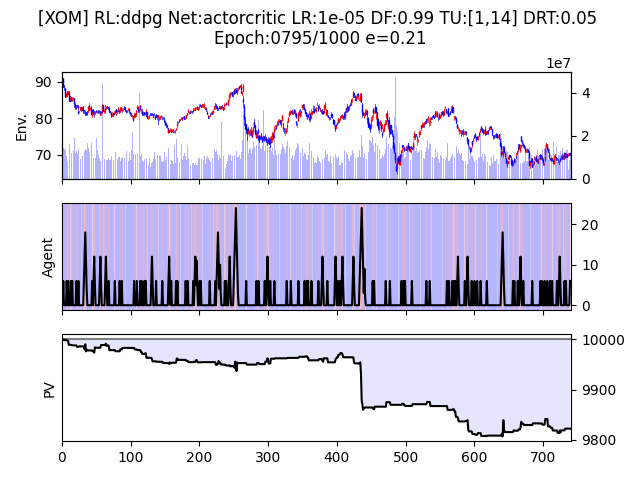 [XOM] RL:ddpg Net:actorcritic LR:1e-05 DF:0.99 TU:[1,14] DRT:0.05
Epoch:0795/1000 e=0.21
1e7
Env.
90
80
70
4
2
0
Agent
20
10
0
PV
10000
9900
9800
0 100 200 300 400 500 600 700